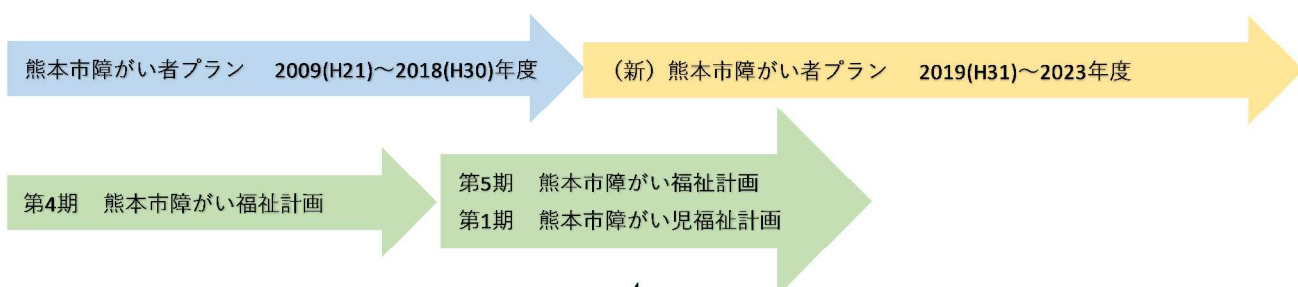 熊本市障がい者プラン　2009(H21)～2018(H30)年度
（新）熊本市障がい者プラン　2019(H31)～2023年度
第4期　熊本市障がい福祉計画
第5期　熊本市障がい福祉計画
第1期　熊本市障がい児福祉計画